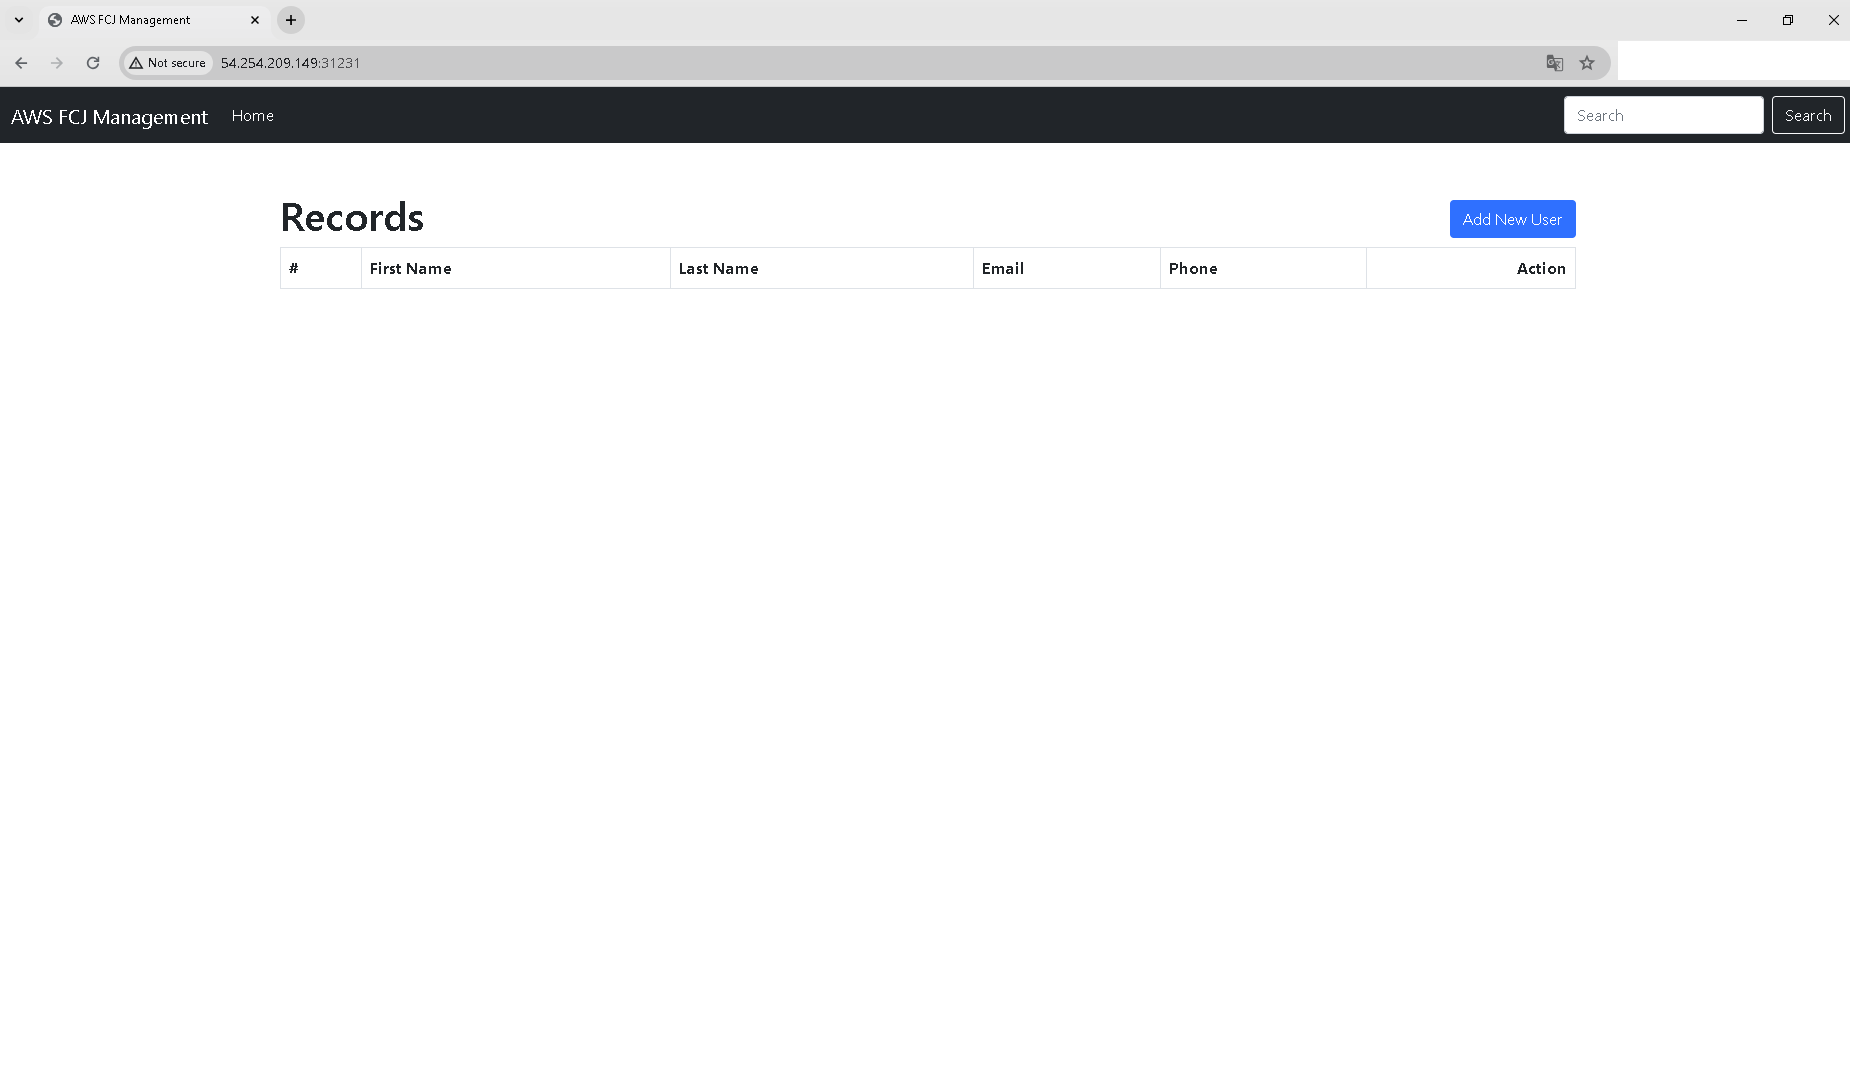 AWS FCJ Management
Not secure 54.254.209.149:31231
AWS FCJ Management Home Search Search
Records Add New User
# First Name Last Name Email Phone Action